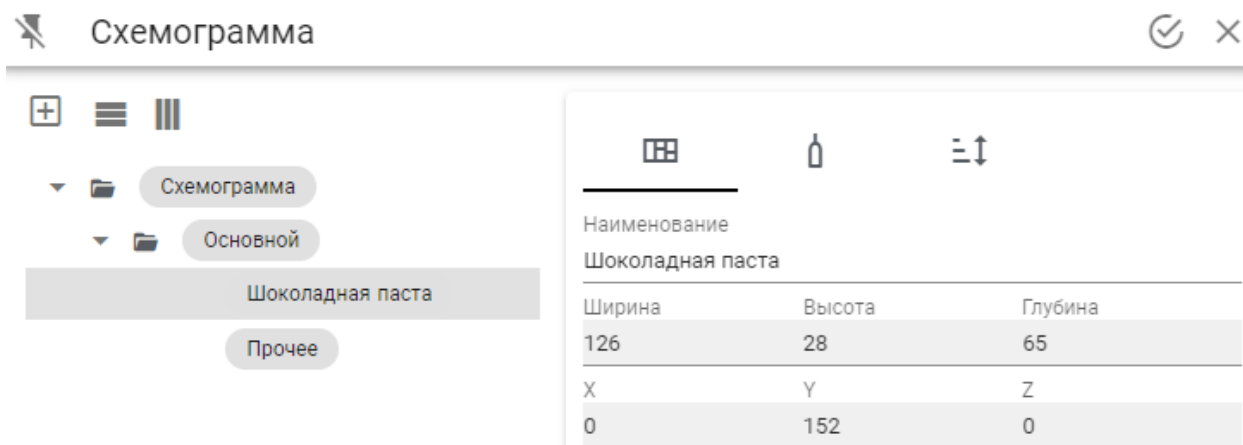 Схемограмма
Схемограмма
Основной
Шоколадная паста
Прочее
Наименование
Шоколадная паста
Ширина Высота Глубина
126 28 65
X Y Z
0 152 0